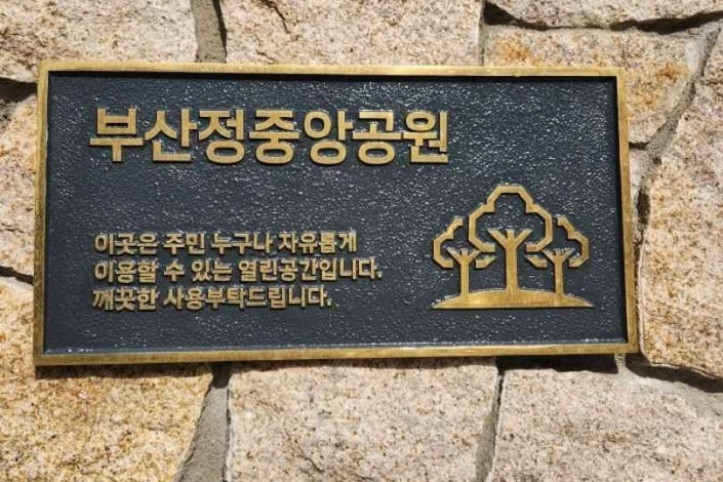 부산정중앙공원
이곳은 주민 누구나 자유롭게
이용할 수 있는 열린공간입니다.
깨끗한 사용부탁드립니다.